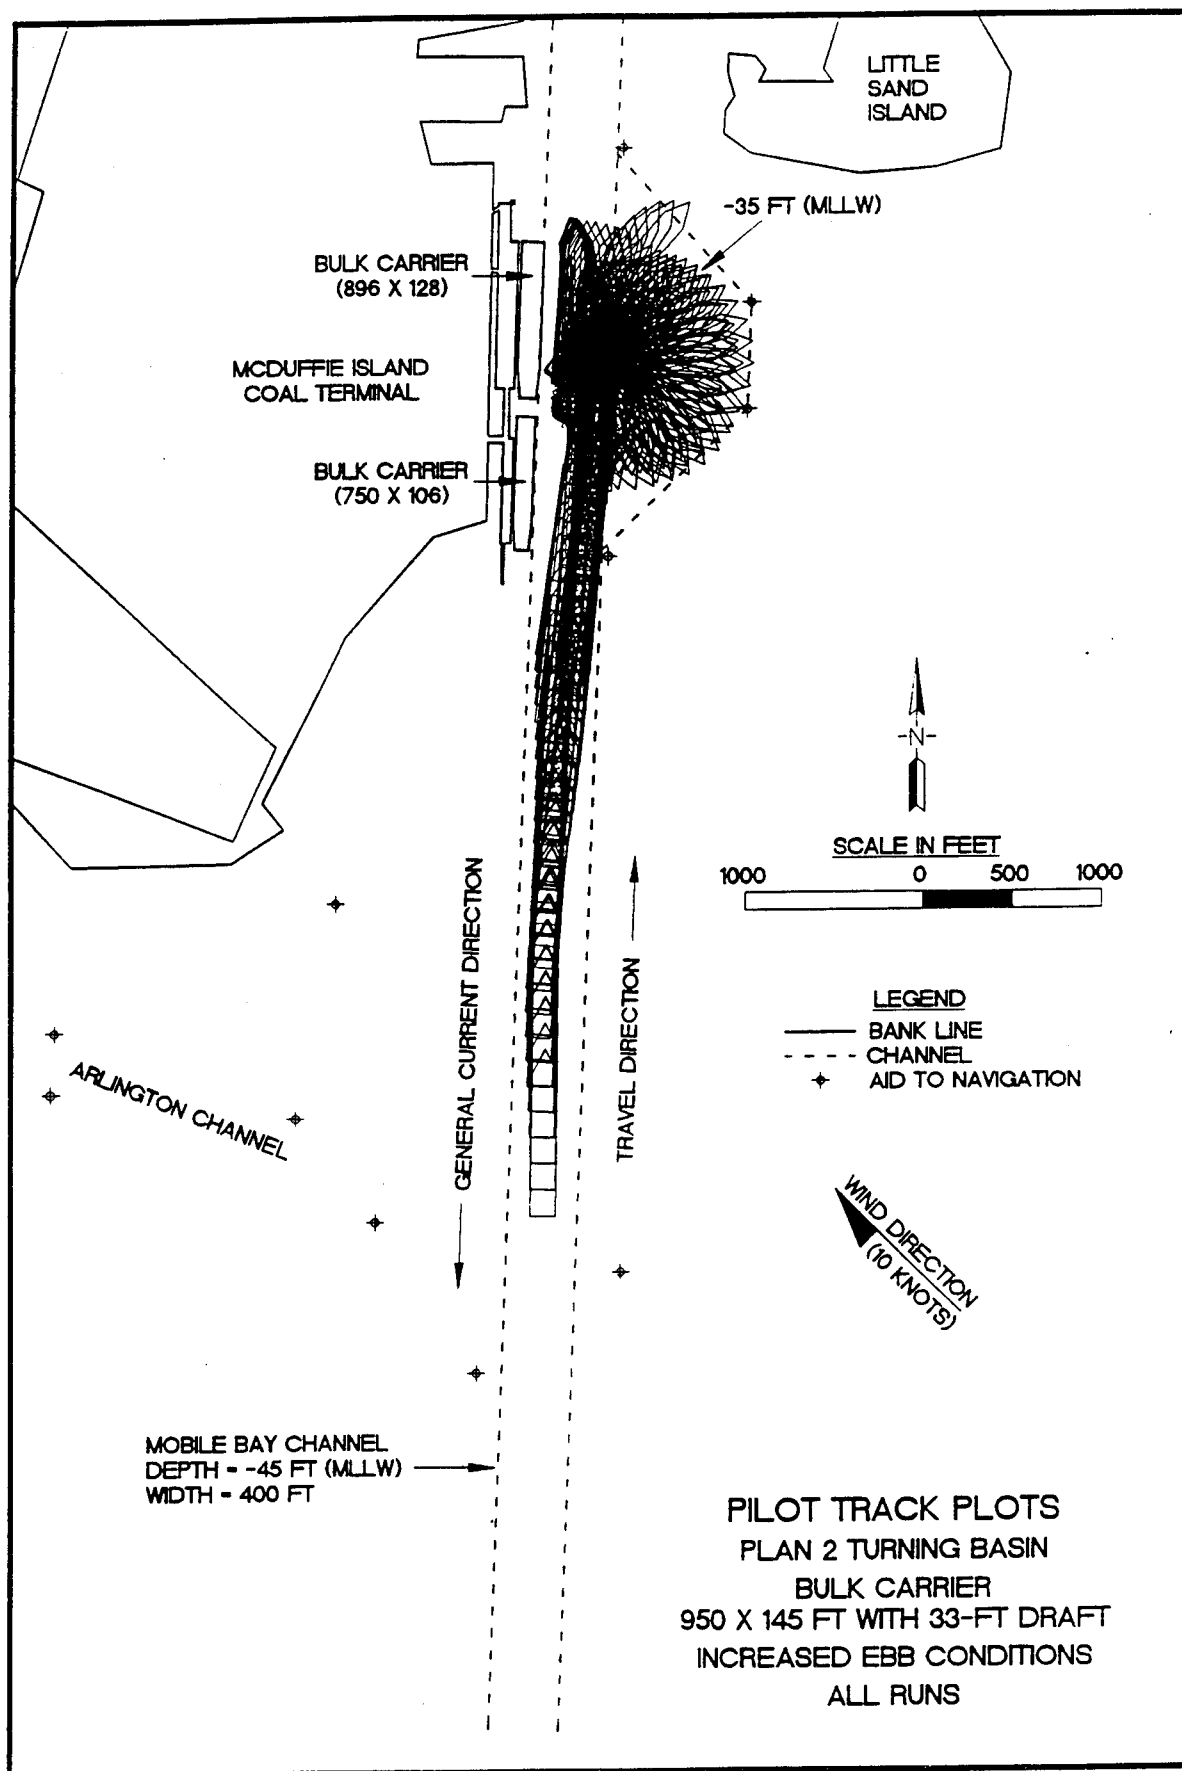 LITTLE
SAND
ISLAND
-35 FT (MLLW)
BULK CARRIER
(896 X 128)
MCDUFFIE ISLAND
COAL TERMINAL
BULK CARRIER
(750 X 106)
-N-
SCALE IN FEET
1000 0 500 1000
GENERAL CURRENT DIRECTION
TRAVEL DIRECTION
LEGEND
BANK LINE
CHANNEL
AID TO NAVIGATION
ARLINGTON CHANNEL
WIND DIRECTION
(10 KNOTS)
MOBILE BAY CHANNEL
DEPTH = -45 FT (MLLW)
WIDTH = 400 FT
PILOT TRACK PLOTS
PLAN 2 TURNING BASIN
BULK CARRIER
950 X 145 FT WITH 33-FT DRAFT
INCREASED EBB CONDITIONS
ALL RUNS